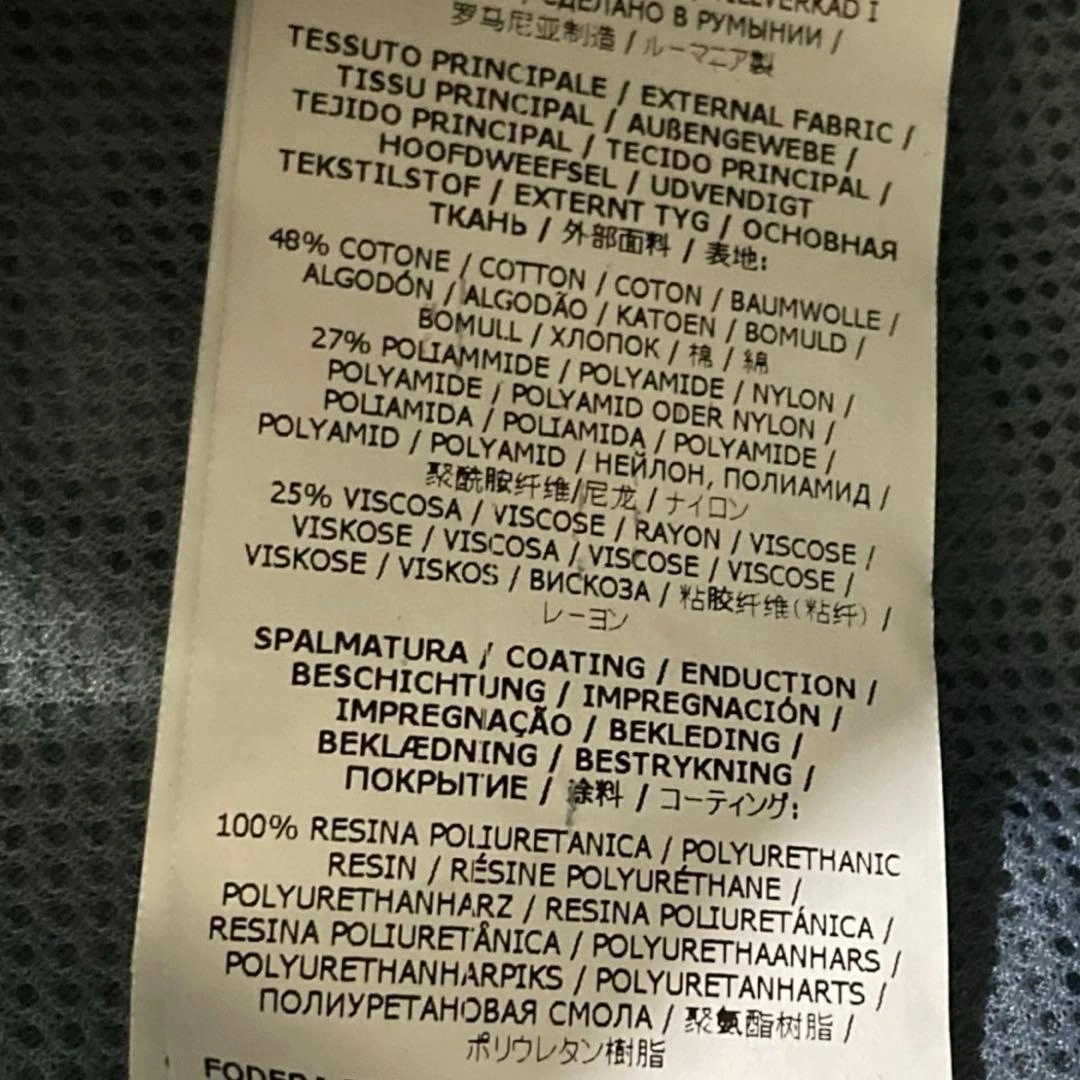 СДЕЛАНО В РУМЫНИИ /
罗马尼亚制造 / ルーマニア製
TESSUTO PRINCIPALE / EXTERNAL FABRIC /
TISSU PRINCIPAL / AUßENGEWEBE /
TEJIDO PRINCIPAL / TECIDO PRINCIPAL /
HOOFDWEEFSEL / UDVENDIGT
TEKSTILSTOF / EXTERNT TYG / ОСНОВНАЯ
ТКАНЬ / 外部面料 / 表地:
48% COTONE / COTTON / COTON / BAUMWOLLE /
ALGODÓN / ALGODÃO / KATOEN / BOMULD /
BOMULL / ХЛОПОК / 棉 / 綿
27% POLIAMMIDE / POLYAMIDE / NYLON /
POLYAMIDE / POLYAMID ODER NYLON /
POLIAMIDA / POLIAMIDA / POLYAMIDE /
POLYAMID / POLYAMID / НЕЙЛОН, ПОЛИАМИД /
聚酰胺纤维/尼龙 / ナイロン
25% VISCOSA / VISCOSE / RAYON / VISCOSE /
VISKOSE / VISCOSA / VISCOSE / VISCOSE /
VISKOSE / VISKOS / ВИСКОЗА / 粘胶纤维(粘纤) /
レーヨン
SPALMATURA / COATING / ENDUCTION /
BESCHICHTUNG / IMPREGNACIÓN /
IMPREGNAÇÃO / BEKLEDING /
BEKLÆDNING / BESTRYKNING /
ПОКРЫТИЕ / 涂料 / コーティング:
100% RESINA POLIURETANICA / POLYURETHANIC
RESIN / RÉSINE POLYURÉTHANE /
POLYURETHANHARZ / RESINA POLIURETÁNICA /
RESINA POLIURETÂNICA / POLYURETHAANHARS /
POLYURETHANHARPIKS / POLYURETANHARTS /
ПОЛИУРЕТАНОВАЯ СМОЛА / 聚氨酯树脂 /
ポリウレタン樹脂